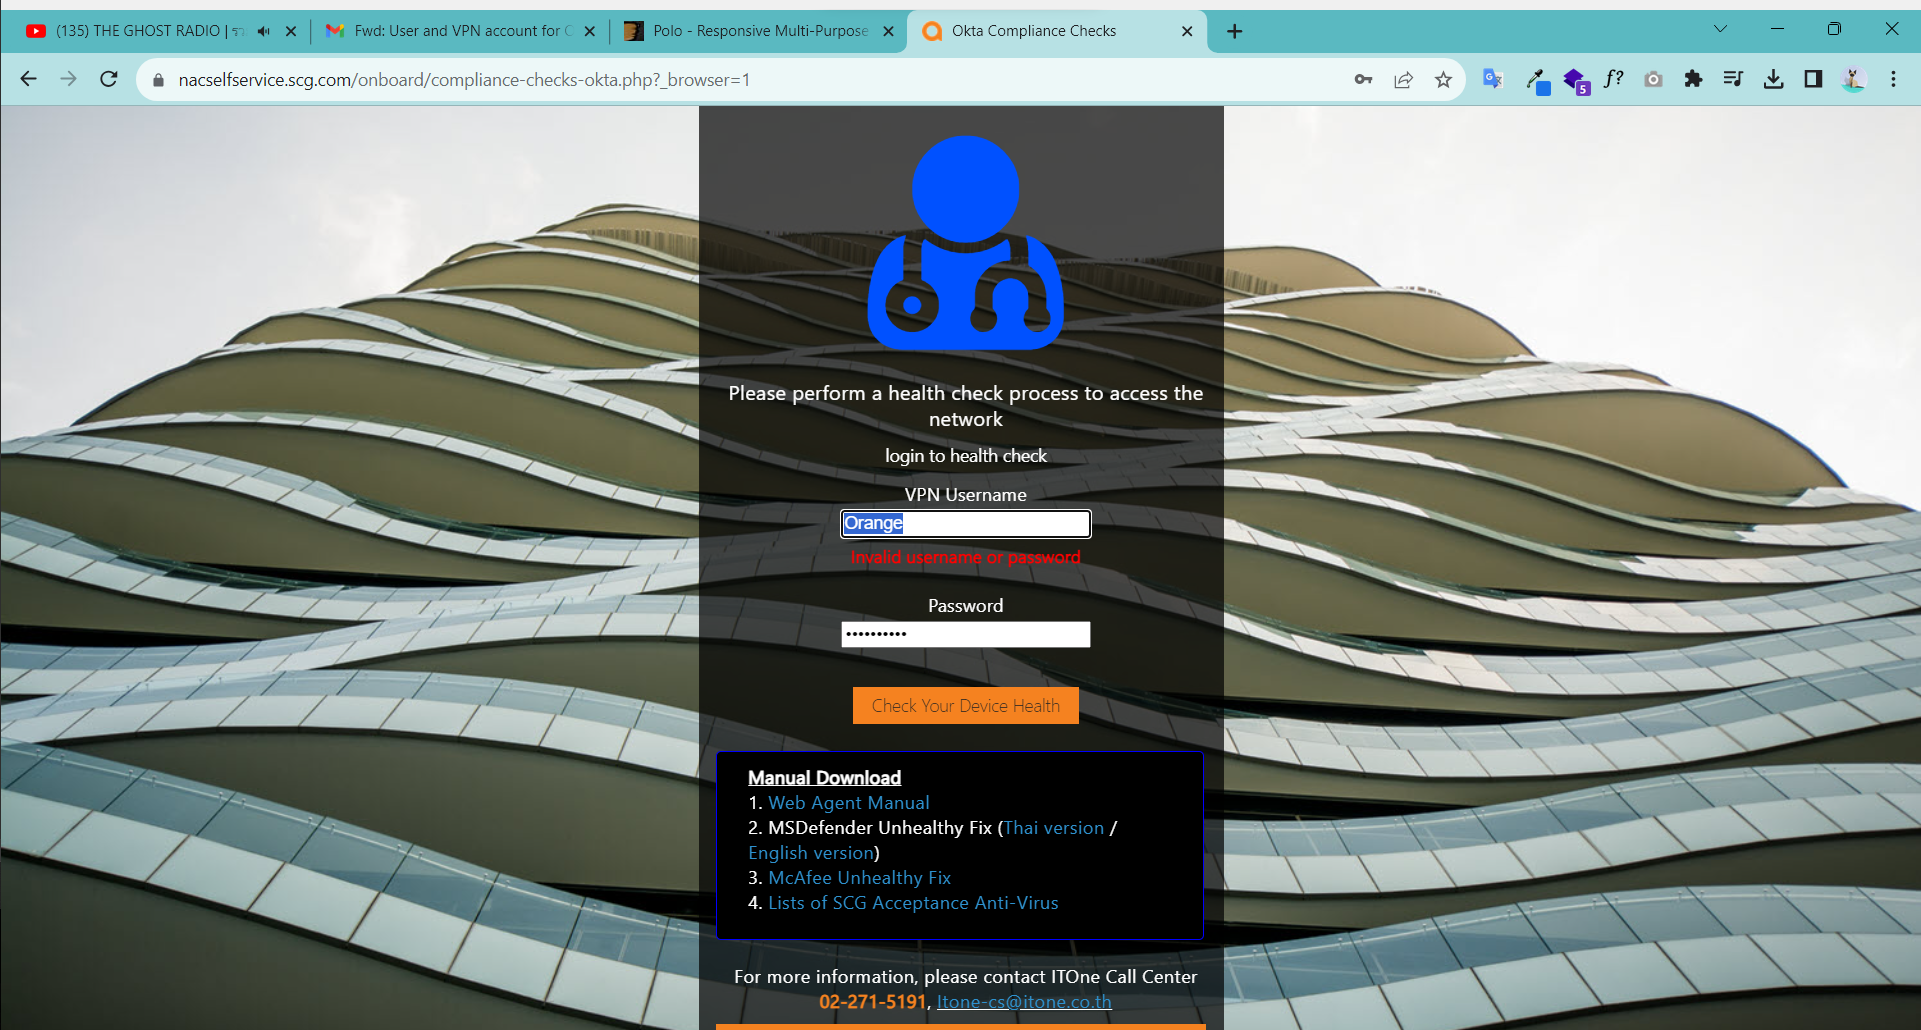 (135) THE GHOST RADIO |
Fwd: User and VPN account for
Polo - Responsive Multi-Purpose
Okta Compliance Checks
nacselfservice.scg.com/onboard/compliance-checks-okta.php?_browser=1
5
f?
Please perform a health check process to access the
network
login to health check
VPN Username
Orange
Invalid username or password
Password
••••••••••
Check Your Device Health
Manual Download
1. Web Agent Manual
2. MSDefender Unhealthy Fix (Thai version /
English version)
3. McAfee Unhealthy Fix
4. Lists of SCG Acceptance Anti-Virus
For more information, please contact ITOne Call Center
02-271-5191, Itone-cs@itone.co.th